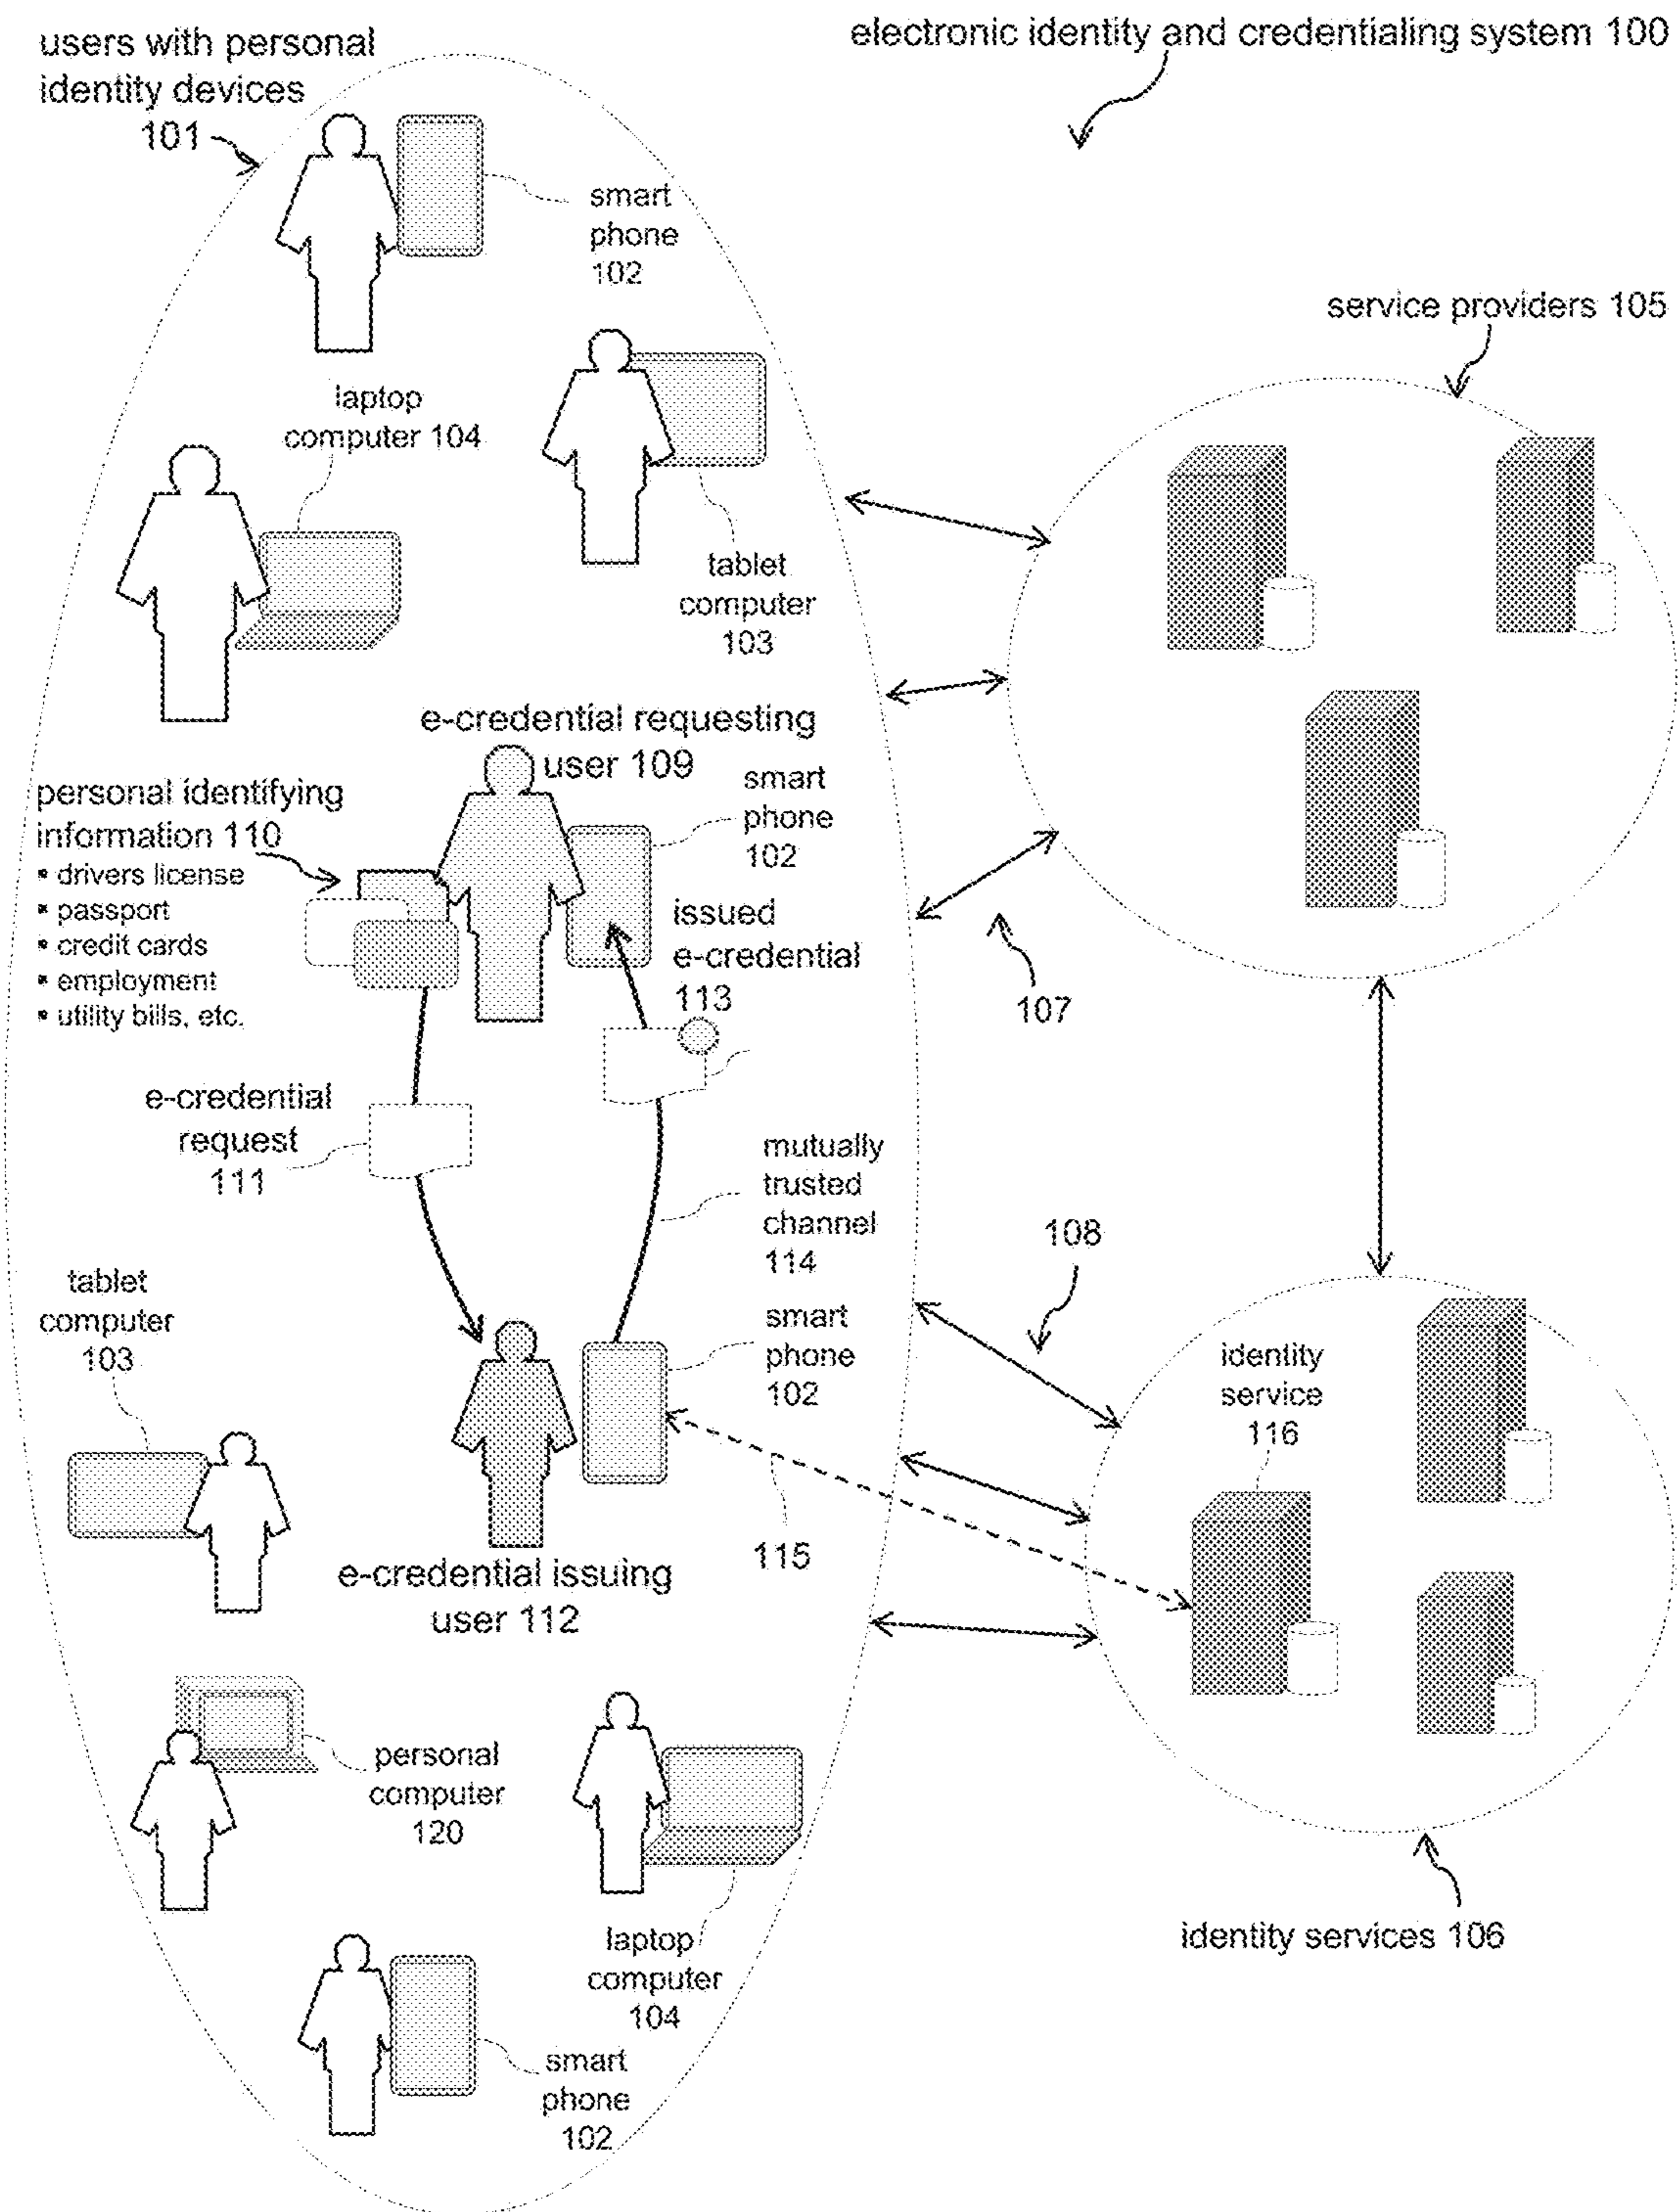 electronic identity and credentialing system 100
users with personal
identity devices
101
smart
phone
102
service providers 105
laptop
computer 104
tablet
computer
103
e-credential requesting
user 109
smart
phone
102
personal identifying
information 110
▪ drivers license
▪ passport
▪ credit cards
▪ employment
▪ utility bills, etc.
issued
e-credential
113
107
e-credential
request
111
mutually
trusted
channel
114
108
tablet
computer
103
smart
phone
102
identity
service
116
115
e-credential issuing
user 112
personal
computer
120
laptop
computer
104
identity services 106
smart
phone
102